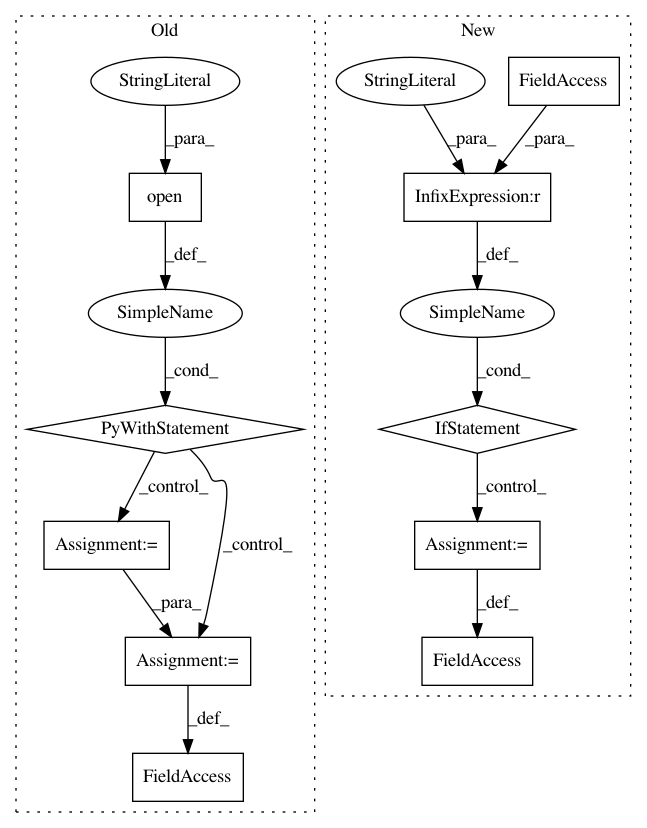 Old
StringLiteral
_para_
open
_def_
SimpleName
_cond_
PyWithStatement
_control_
_control_
Assignment:=
_para_
Assignment:=
_def_
FieldAccess
New
StringLiteral
FieldAccess
_para_
_para_
InfixExpression:r
_def_
SimpleName
_cond_
IfStatement
_control_
Assignment:=
_def_
FieldAccess